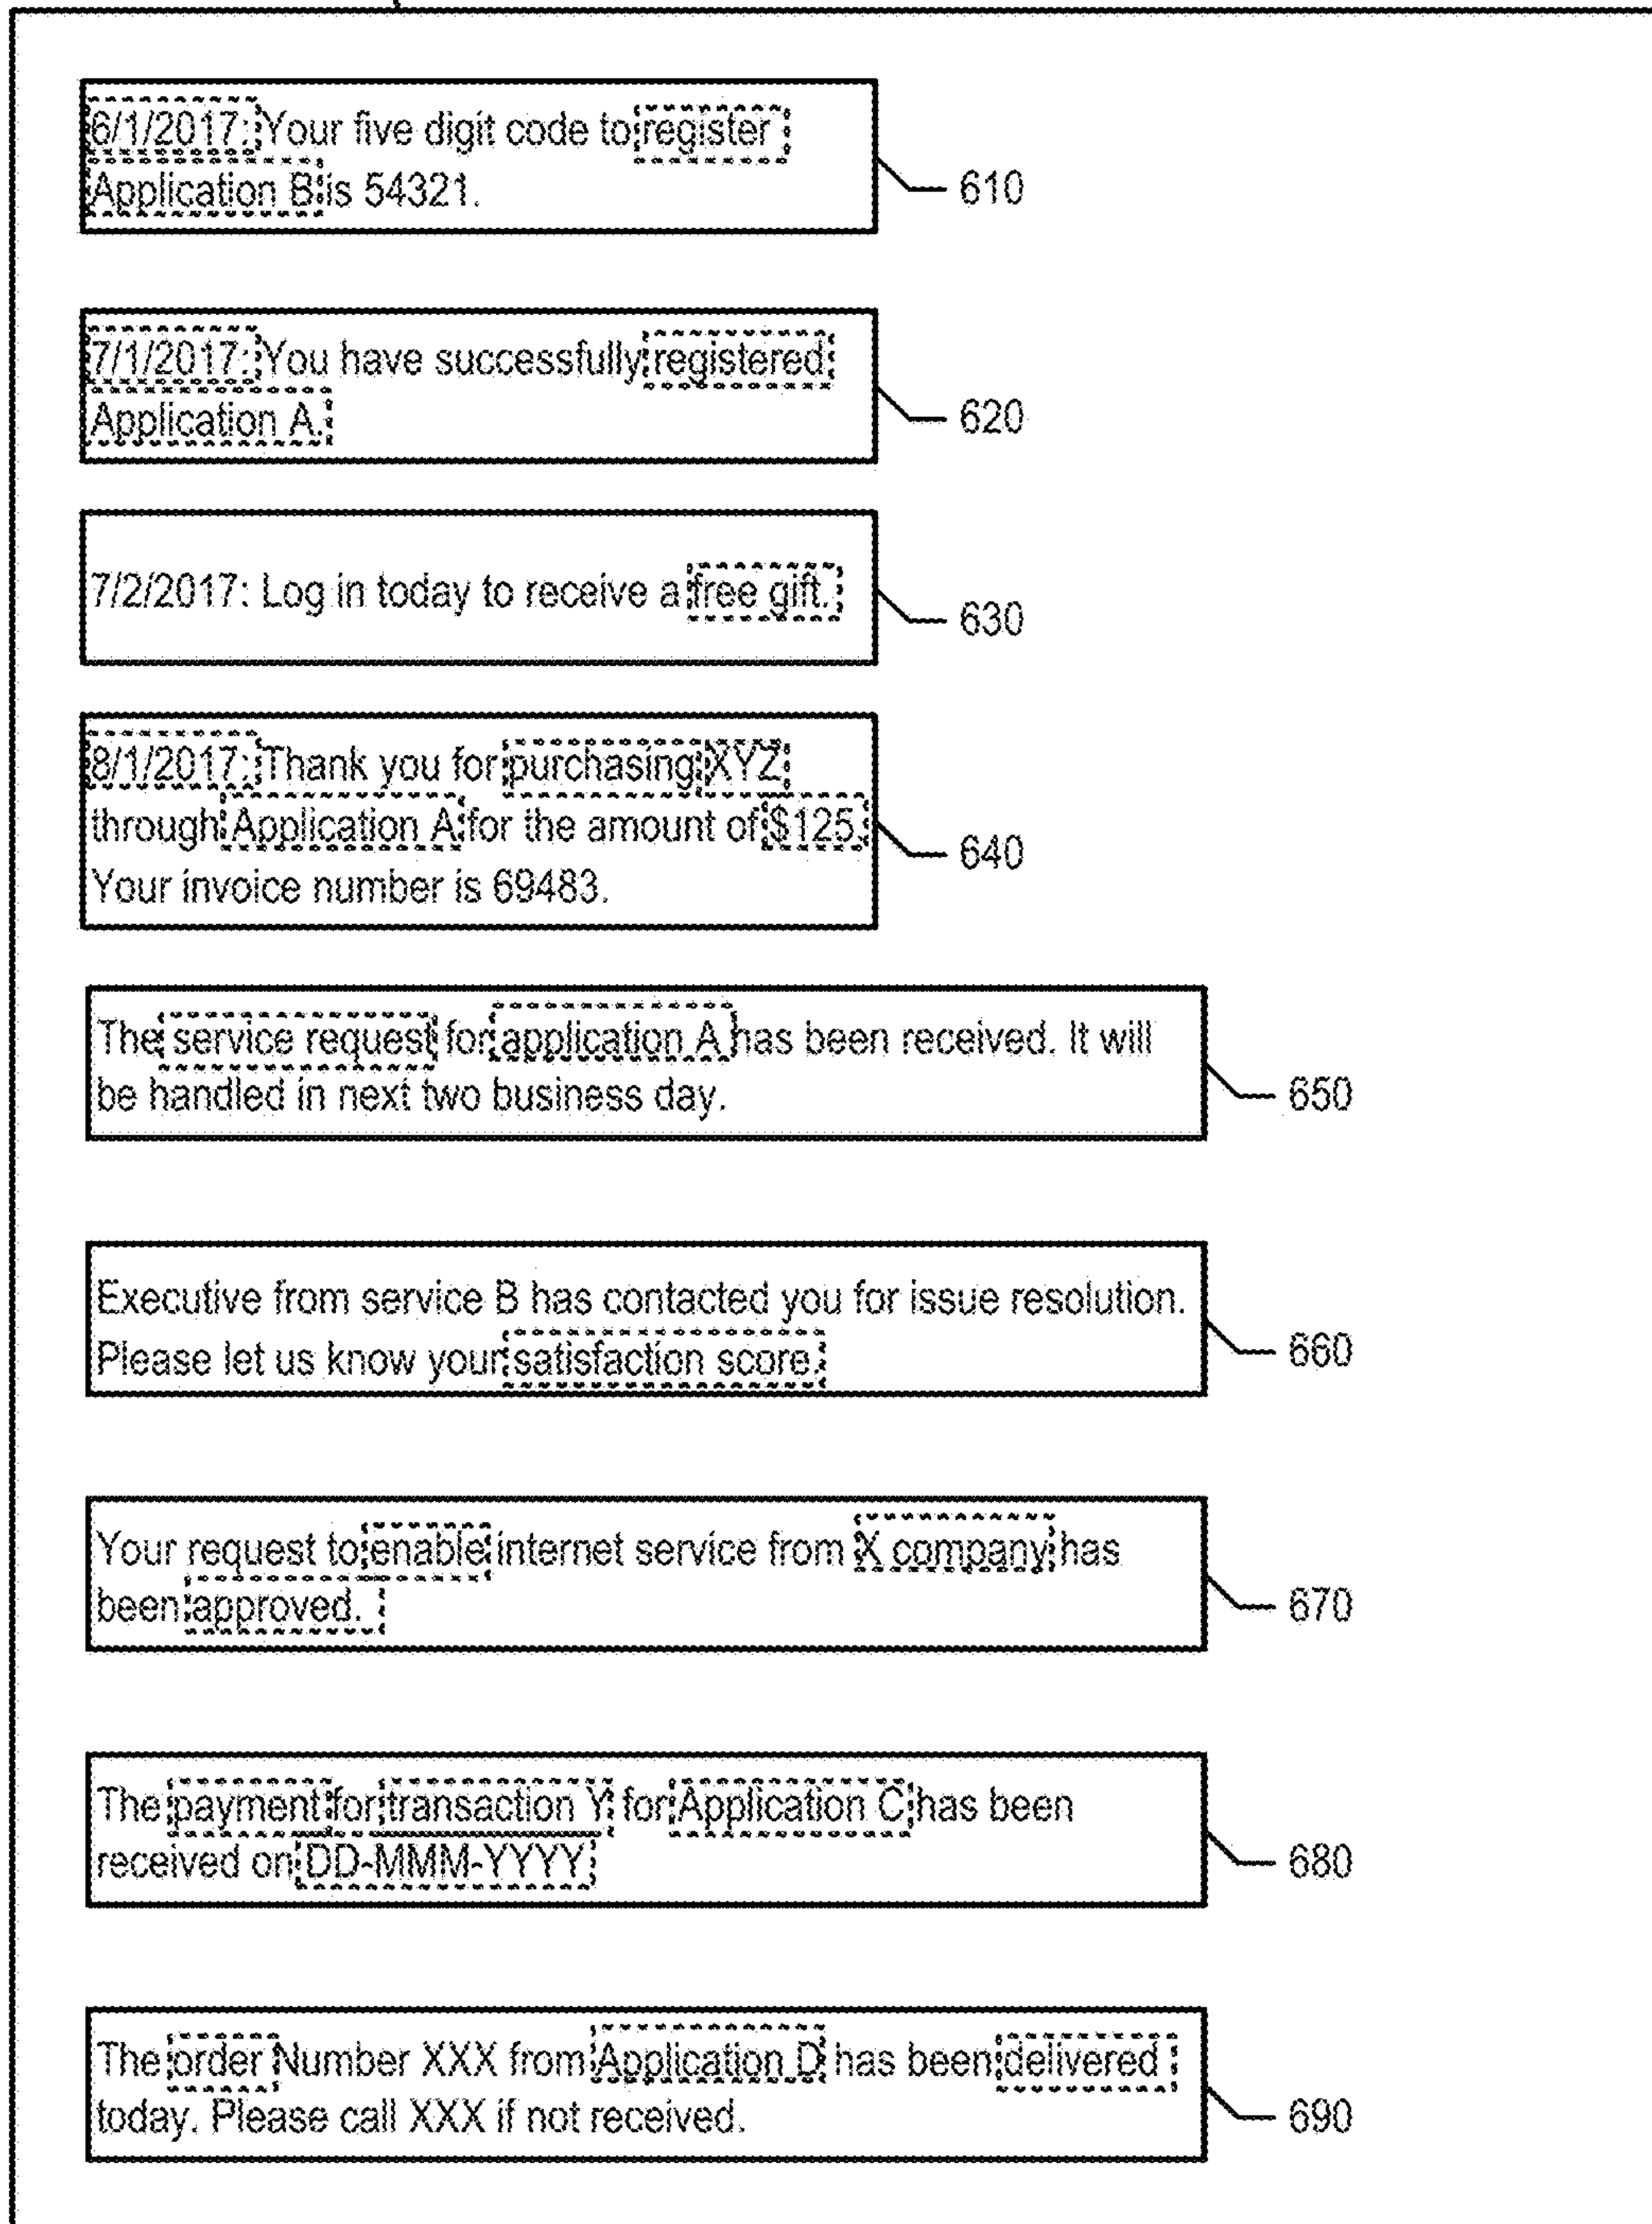 6/1/2017: Your five digit code to register
Application B is 54321.
610
7/1/2017: You have successfully registered
Application A.
620
7/2/2017: Log in today to receive a free gift.
630
8/1/2017: Thank you for purchasing XYZ
through Application A for the amount of $125.
Your invoice number is 69483.
640
The service request for application A has been received. It will
be handled in next two business day.
650
Executive from service B has contacted you for issue resolution.
Please let us know your satisfaction score.
660
Your request to enable internet service from X company has
been approved.
670
The payment for transaction Y for Application C has been
received on DD-MMM-YYYY
680
The order Number XXX from Application D has been delivered
today. Please call XXX if not received.
690